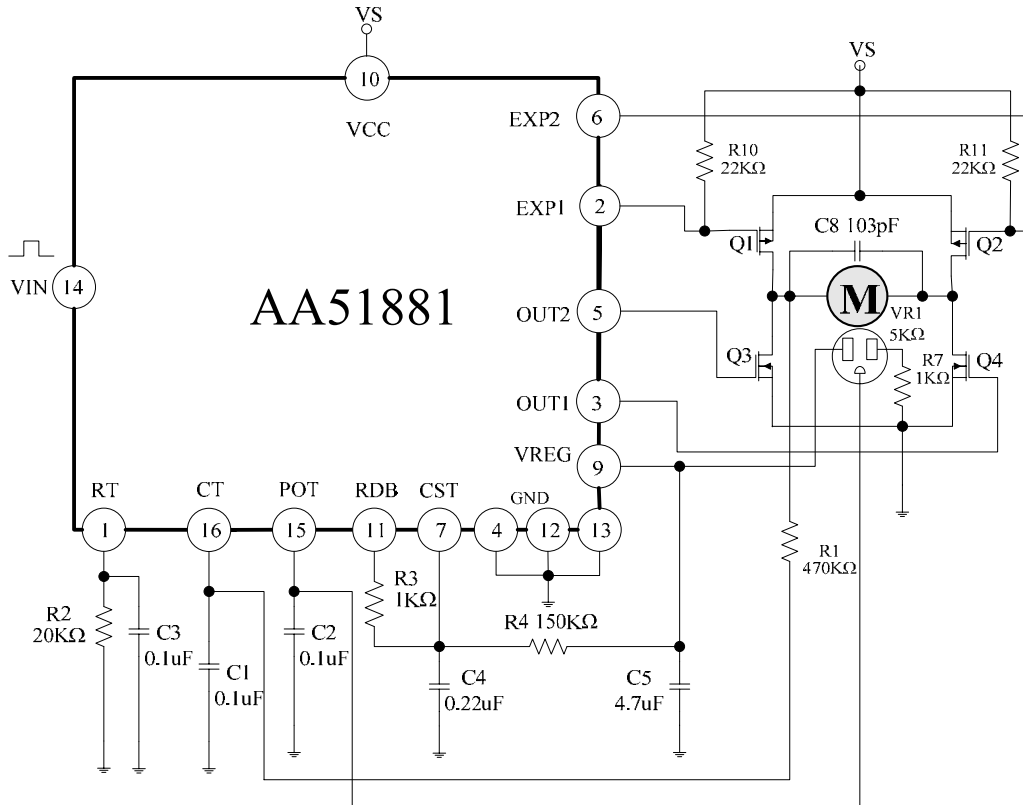 VS
10
VCC
EXP2
6
EXP1
2
VIN
14
AA51881
OUT2
5
OUT1
3
VREG
9
RT
CT
POT
RDB
CST
GND
1
16
15
11
7
4
12
13
VS
R10
22KΩ
R11
22KΩ
Q1
C8 103pF
Q2
M
VR1
5KΩ
Q3
R7
1KΩ
Q4
R1
470KΩ
R2
20KΩ
C3
0.1uF
C1
0.1uF
C2
0.1uF
R3
1KΩ
R4 150KΩ
C4
0.22uF
C5
4.7uF